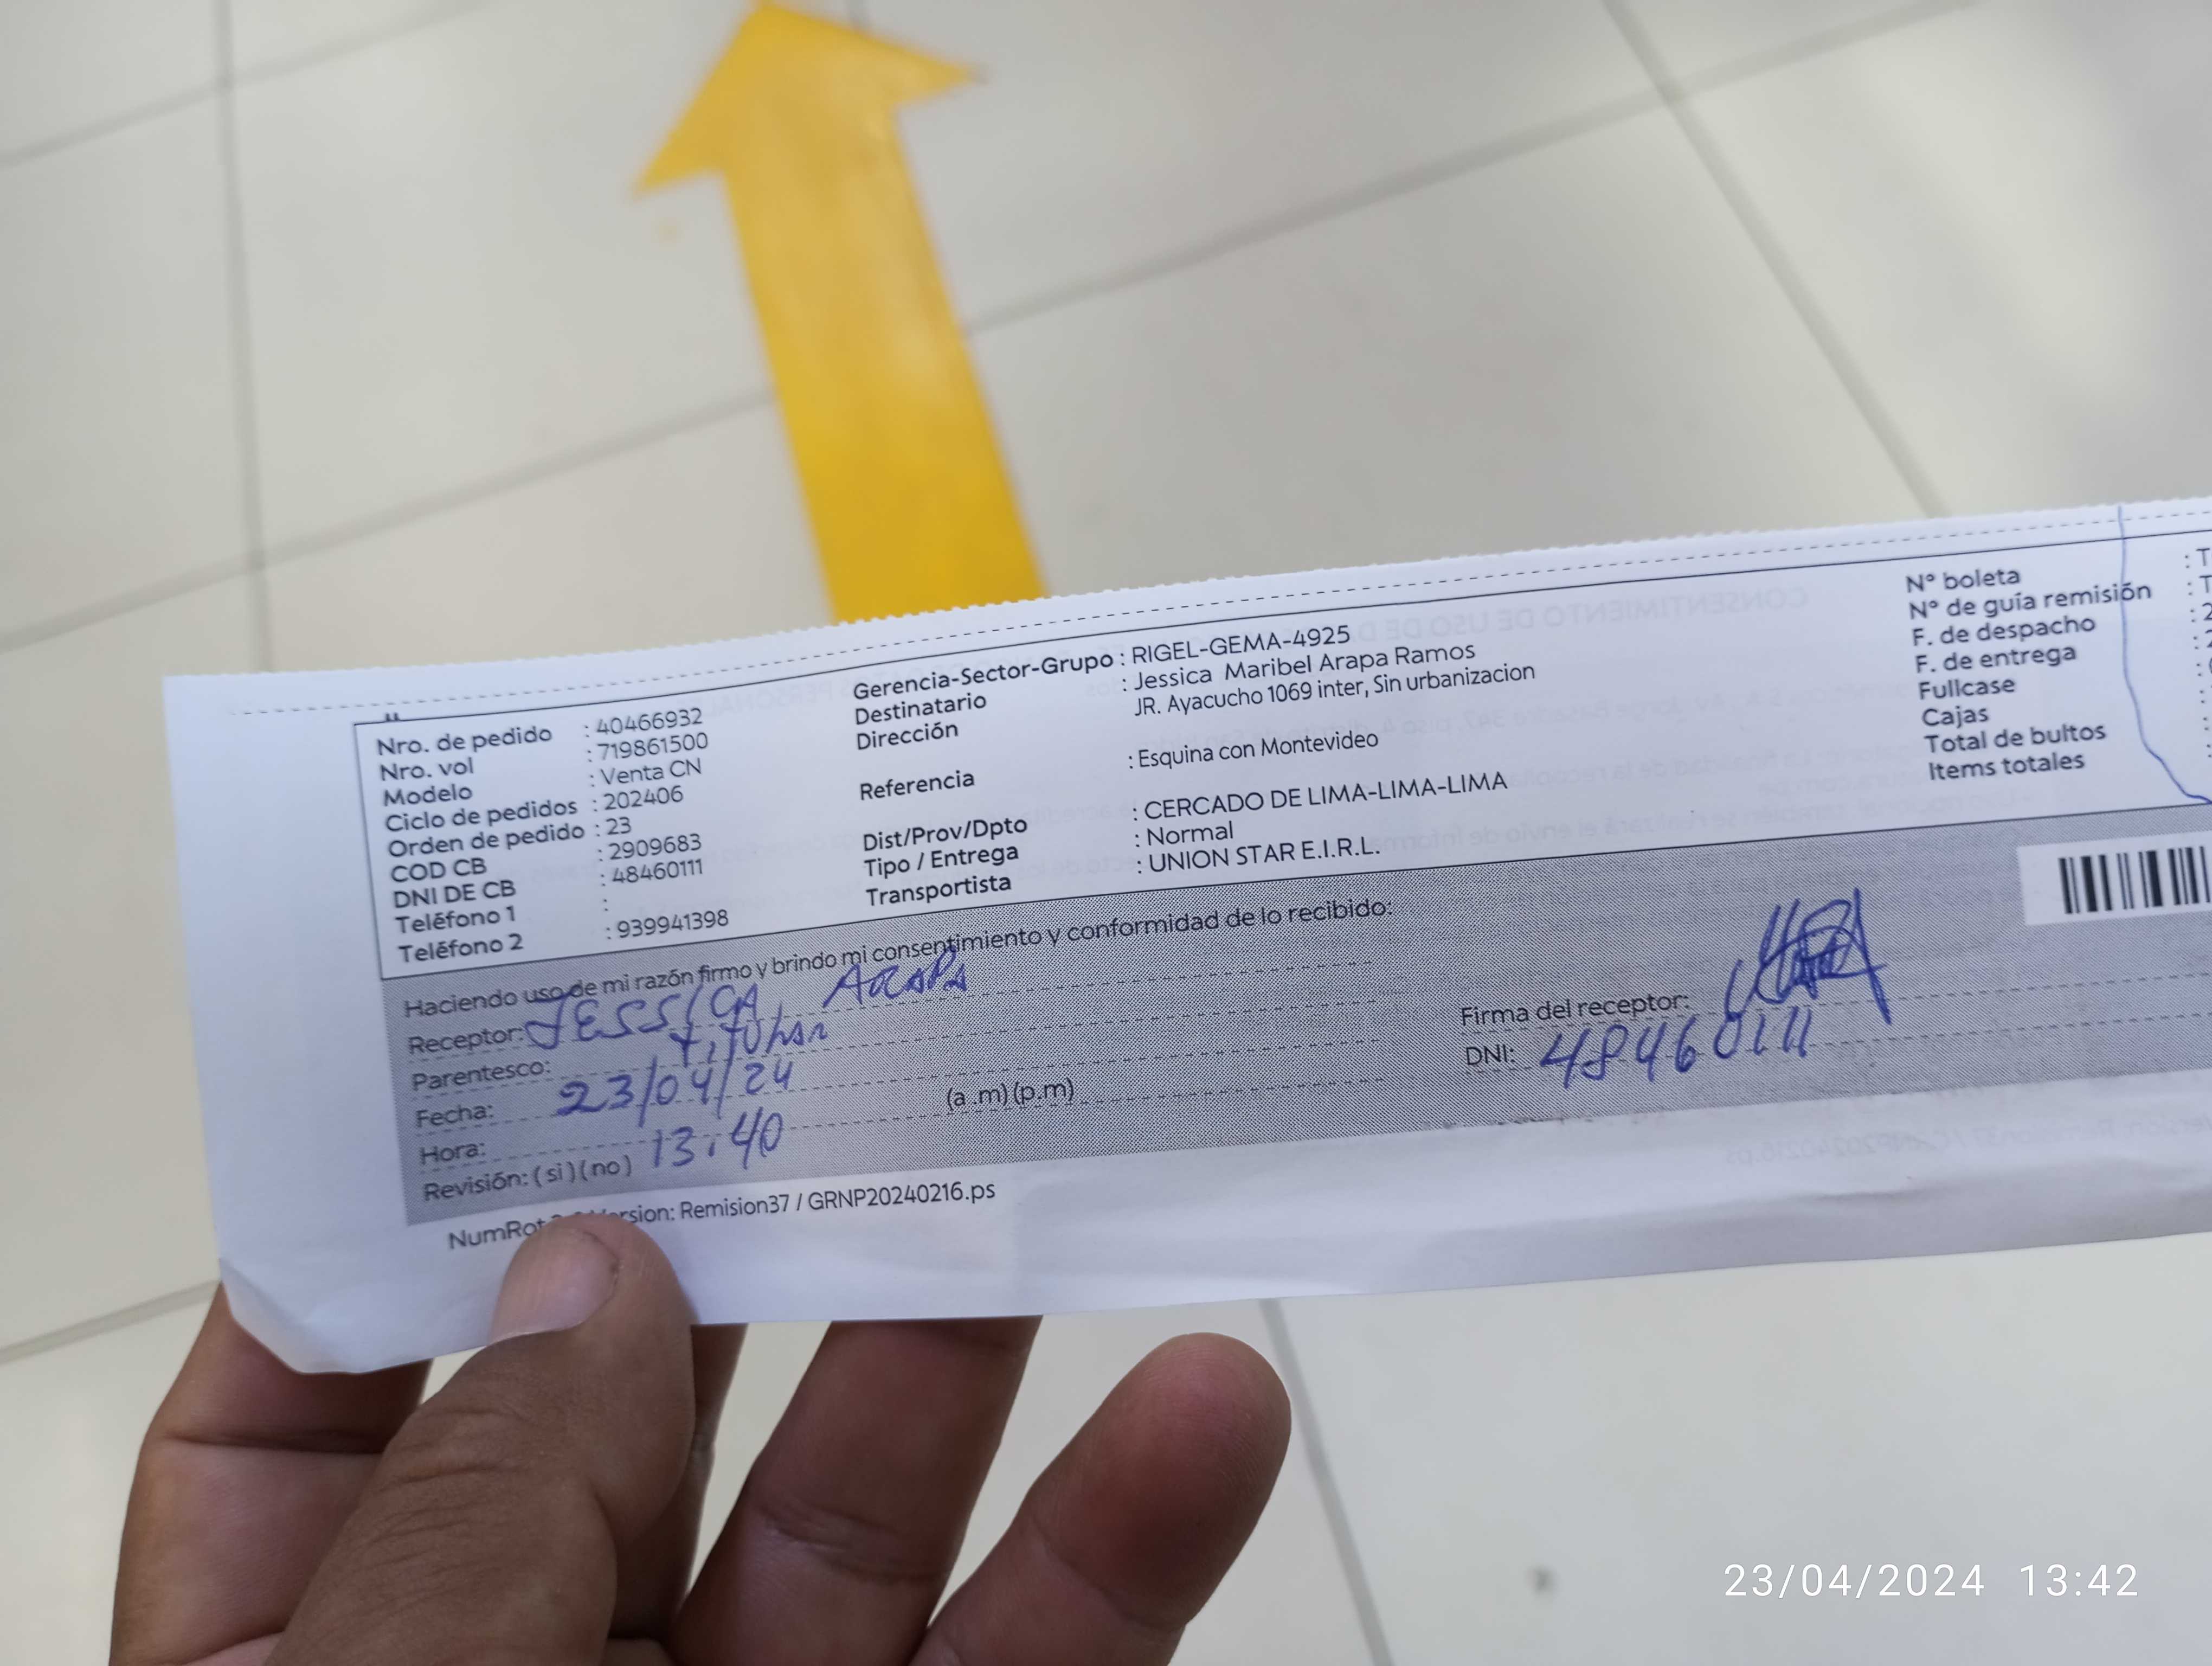 Nro. de pedido : 40466932
Nro. vol : 719861500
Modelo : Venta CN
Ciclo de pedidos : 202406
Orden de pedido : 23
COD CB : 2909683
DNI DE CB : 48460111
Teléfono 1 :
Teléfono 2 : 939941398
Gerencia-Sector-Grupo : RIGEL-GEMA-4925
Destinatario : Jessica Maribel Arapa Ramos
Dirección JR. Ayacucho 1069 inter, Sin urbanizacion
Referencia : Esquina con Montevideo
Dist/Prov/Dpto : CERCADO DE LIMA-LIMA-LIMA
Tipo / Entrega : Normal
Transportista : UNION STAR E.I.R.L.
N° boleta : T
N° de guía remisión : T
F. de despacho : 2
F. de entrega : 2
Fullcase
Cajas :
Total de bultos :
Items totales :
Haciendo uso de mi razón firmo y brindo mi consentimiento y conformidad de lo recibido:
Receptor: JESSICA ARAPA
Parentesco: titular
Fecha: 23/04/24
Hora: 13:40 (a .m) (p.m)
Revisión: ( si ) ( no )
Firma del receptor:
DNI: 48460111
Remision37 / GRNP20240216.ps
23/04/2024 13:42